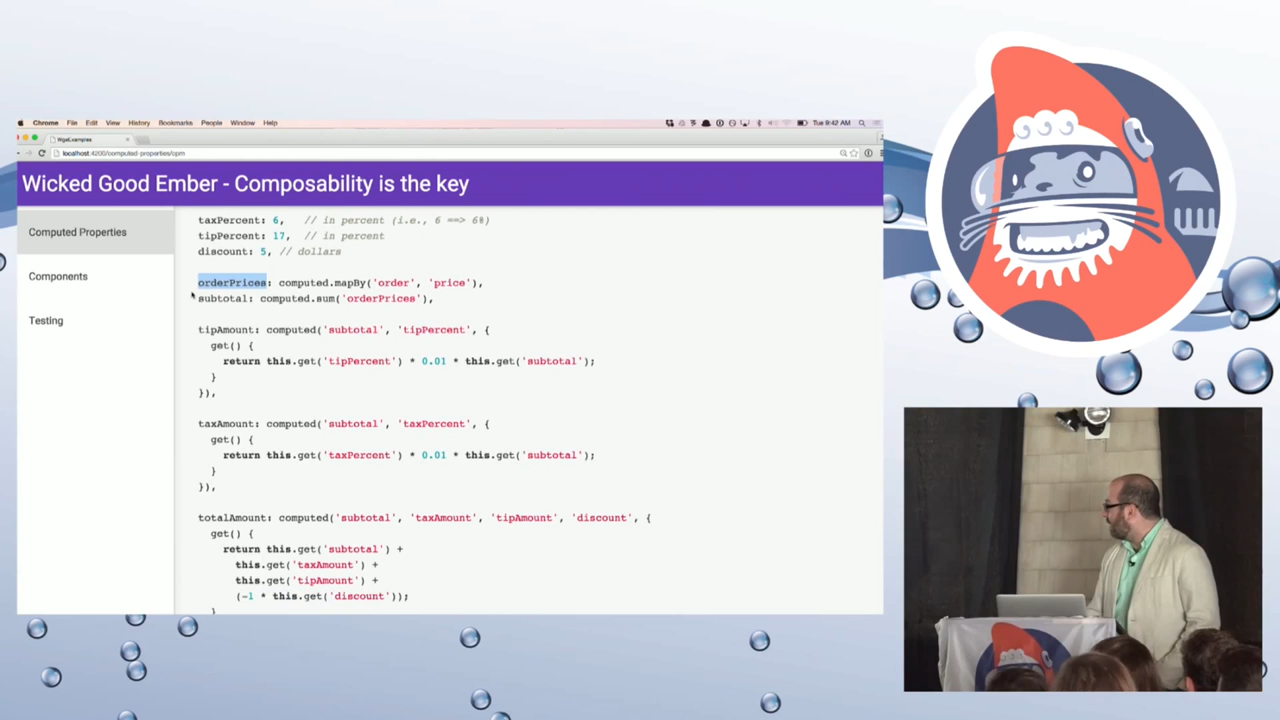 Chrome File Edit View History Bookmarks People Window Help
Tue 9:42 AM
WgeExamples
localhost:4200/computed-properties/cpm
Wicked Good Ember - Composability is the key
Computed Properties
Components
Testing
taxPercent: 6, // in percent (i.e., 6 ==> 6%)
tipPercent: 17, // in percent
discount: 5, // dollars
orderPrices: computed.mapBy('order', 'price'),
subtotal: computed.sum('orderPrices'),
tipAmount: computed('subtotal', 'tipPercent', {
get() {
return this.get('tipPercent') * 0.01 * this.get('subtotal');
}
}),
taxAmount: computed('subtotal', 'taxPercent', {
get() {
return this.get('taxPercent') * 0.01 * this.get('subtotal');
}
}),
totalAmount: computed('subtotal', 'taxAmount', 'tipAmount', 'discount', {
get() {
return this.get('subtotal') +
this.get('taxAmount') +
this.get('tipAmount') +
(-1 * this.get('discount'));
}